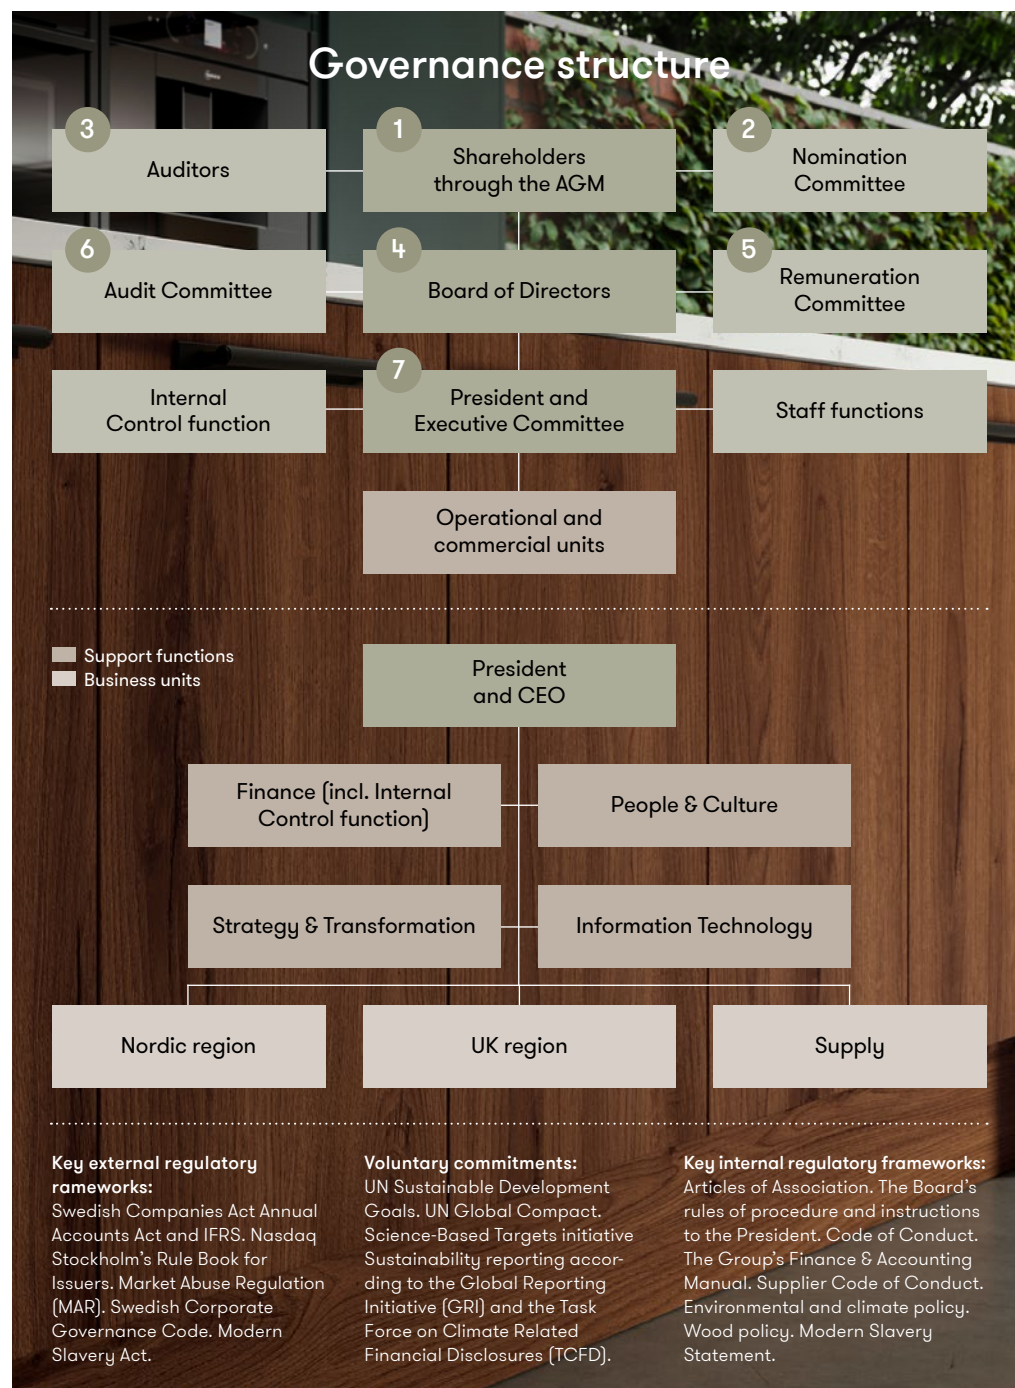 Governance structure
3
Auditors
1
Shareholders
through the AGM
2
Nomination
Committee
6
Audit Committee
4
Board of Directors
5
Remuneration
Committee
Internal
Control function
7
President and
Executive Committee
Staff functions
Operational and
commercial units
Support functions
Business units
President
and CEO
Finance (incl. Internal
Control function)
People & Culture
Strategy & Transformation
Information Technology
Nordic region
UK region
Supply
Key external regulatory
rameworks:
Swedish Companies Act Annual
Accounts Act and IFRS. Nasdaq
Stockholm's Rule Book for
Issuers. Market Abuse Regulation
(MAR). Swedish Corporate
Governance Code. Modern
Slavery Act.
Voluntary commitments:
UN Sustainable Development
Goals. UN Global Compact.
Science-Based Targets initiative
Sustainability reporting accor-
ding to the Global Reporting
Initiative (GRI) and the Task
Force on Climate Related
Financial Disclosures (TCFD).
Key internal regulatory frameworks:
Articles of Association. The Board's
rules of procedure and instructions
to the President. Code of Conduct.
The Group's Finance & Accounting
Manual. Supplier Code of Conduct.
Environmental and climate policy.
Wood policy. Modern Slavery
Statement.